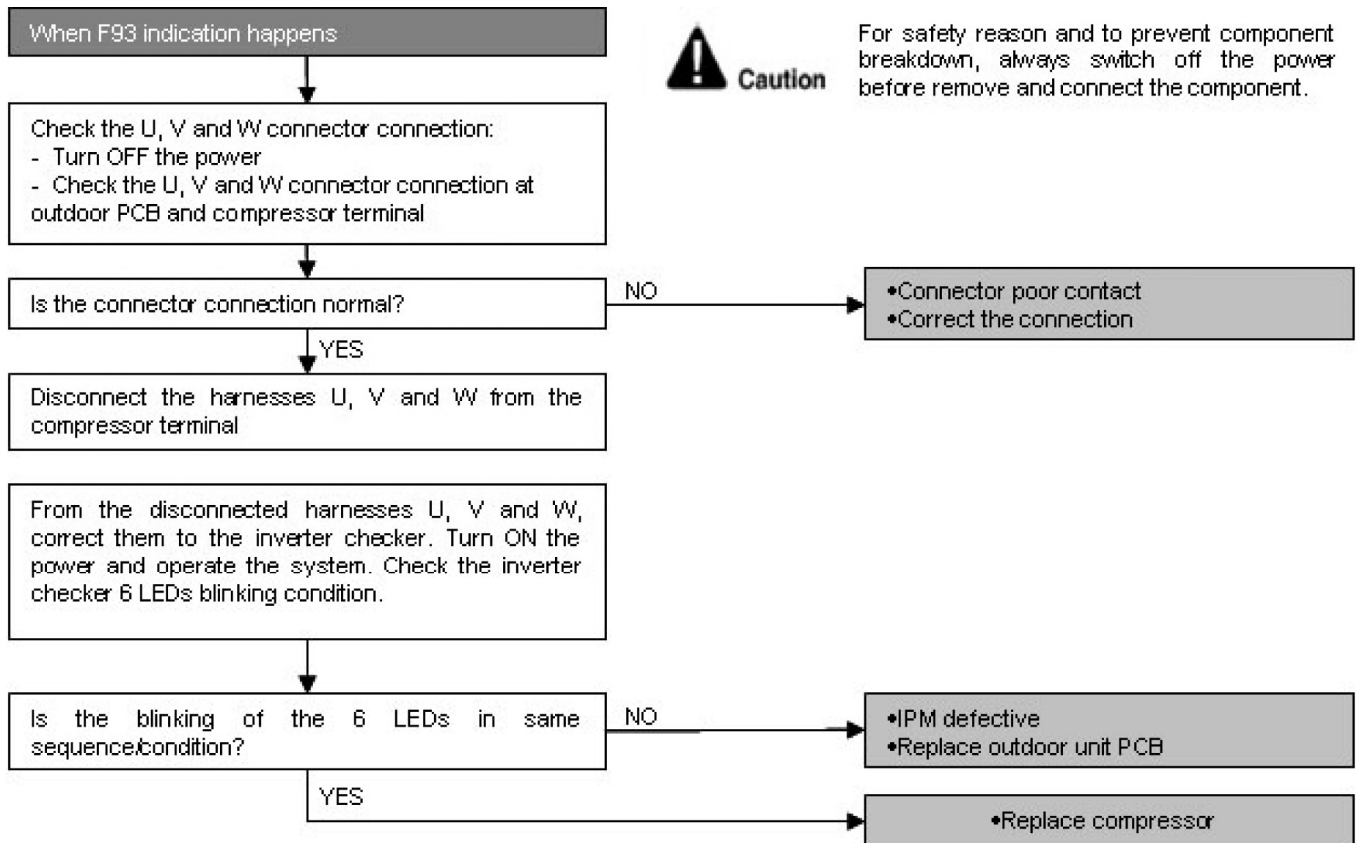 When F93 indication happens
Caution
For safety reason and to prevent component
breakdown, always switch off the power
before remove and connect the component.
Check the U, V and W connector connection:
- Turn OFF the power
- Check the U, V and W connector connection at
outdoor PCB and compressor terminal
Is the connector connection normal?
NO
•Connector poor contact
•Correct the connection
YES
Disconnect the harnesses U, V and W from the
compressor terminal
From the disconnected harnesses U, V and W,
correct them to the inverter checker. Turn ON the
power and operate the system. Check the inverter
checker 6 LEDs blinking condition.
Is the blinking of the 6 LEDs in same
sequence/condition?
NO
•IPM defective
•Replace outdoor unit PCB
YES
•Replace compressor